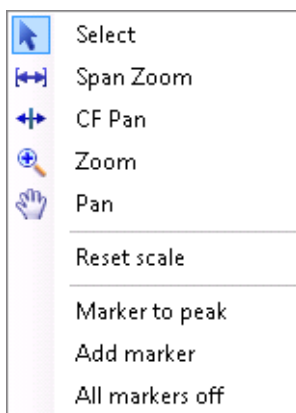 Select
Span Zoom
CF Pan
Zoom
Pan
Reset scale
Marker to peak
Add marker
All markers off